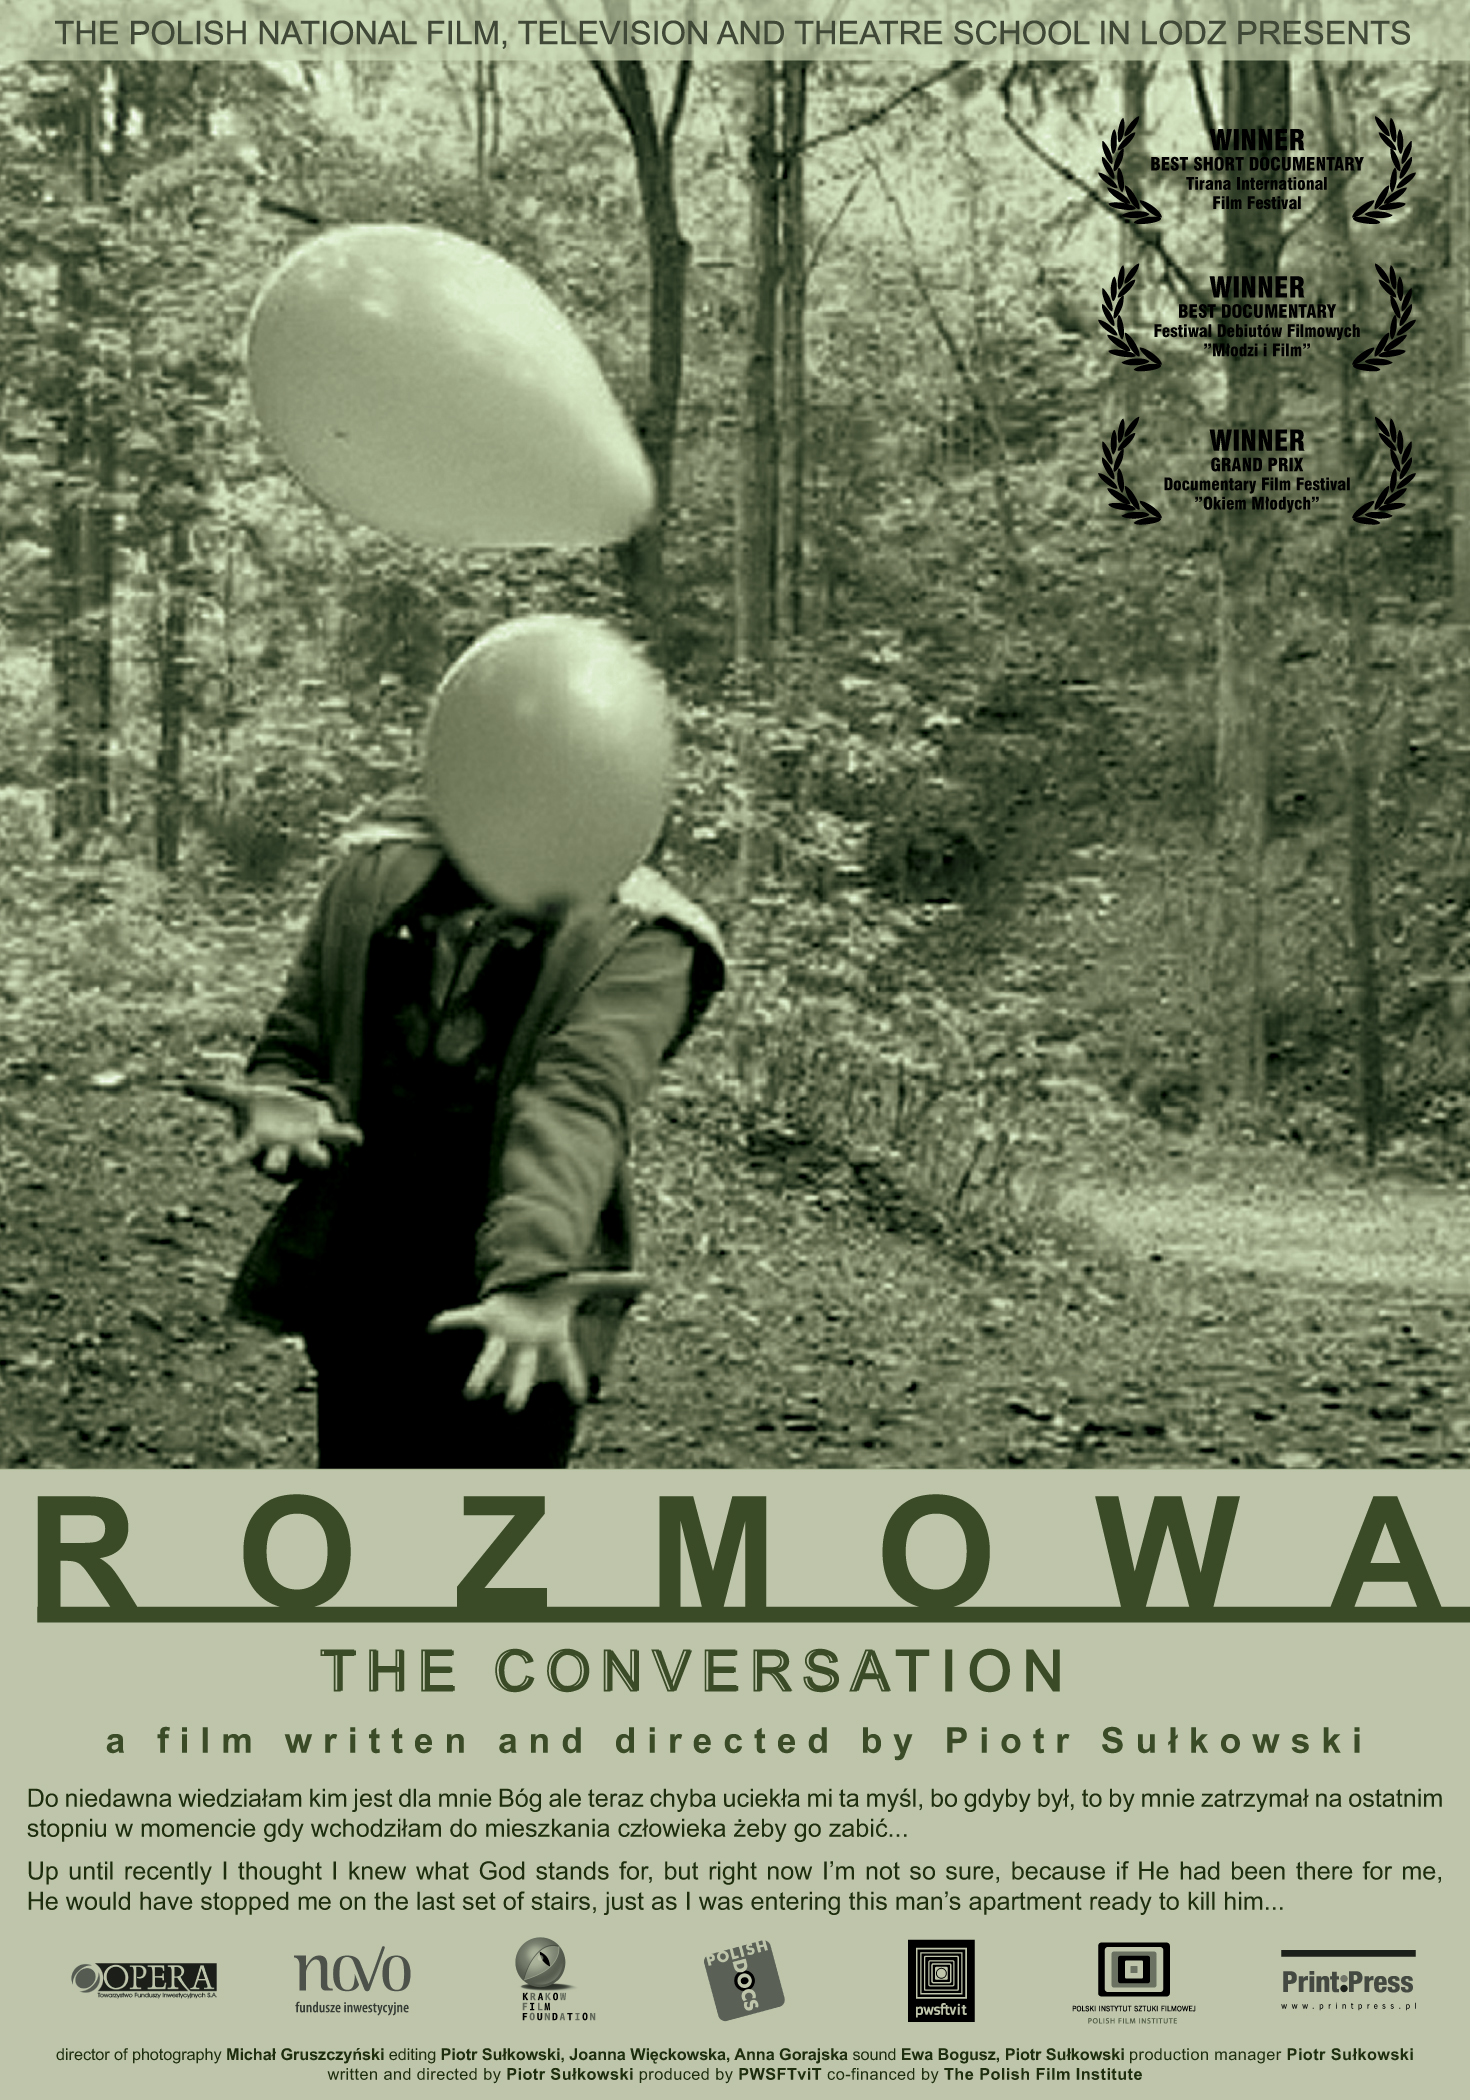 THE POLISH NATIONAL FILM, TELEVISION AND THEATRE SCHOOL IN LODZ PRESENTS
WINNER
BEST SHORT DOCUMENTARY
Tirana International
Film Festival
WINNER
BEST DOCUMENTARY
Festiwal Debiutów Filmowych
”Młodzi i Film”
WINNER
GRAND PRIX
Documentary Film Festival
”Okiem Młodych”
ROZMOWA
THE CONVERSATION
a film written and directed by Piotr Sułkowski
Do niedawna wiedziałam kim jest dla mnie Bóg ale teraz chyba uciekła mi ta myśl, bo gdyby był, to by mnie zatrzymał na ostatnim
stopniu w momencie gdy wchodziłam do mieszkania człowieka żeby go zabić...
Up until recently I thought I knew what God stands for, but right now I’m not so sure, because if He had been there for me,
He would have stopped me on the last set of stairs, just as I was entering this man’s apartment ready to kill him...
OPERA
Towarzystwo Funduszy Inwestycyjnych S.A.
novo
fundusze inwestycyjne
KRAKOW
FILM
FOUNDATION
POLISH
DOCS
pwsftvit
POLSKI INSTYTUT SZTUKI FILMOWEJ
POLISH FILM INSTITUTE
Print:Press
www.printpress.pl
director of photography Michał Gruszczyński editing Piotr Sułkowski, Joanna Więckowska, Anna Gorajska sound Ewa Bogusz, Piotr Sułkowski production manager Piotr Sułkowski
written and directed by Piotr Sułkowski produced by PWSFTviT co-financed by The Polish Film Institute